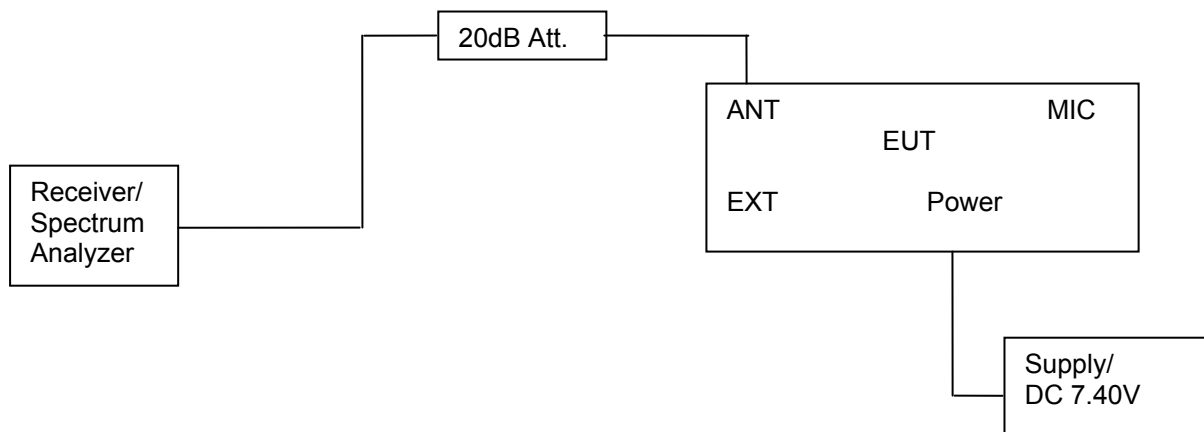 20dB Att.
ANT MIC
EUT
Receiver/
Spectrum
Analyzer
EXT Power
Supply/
DC 7.40V